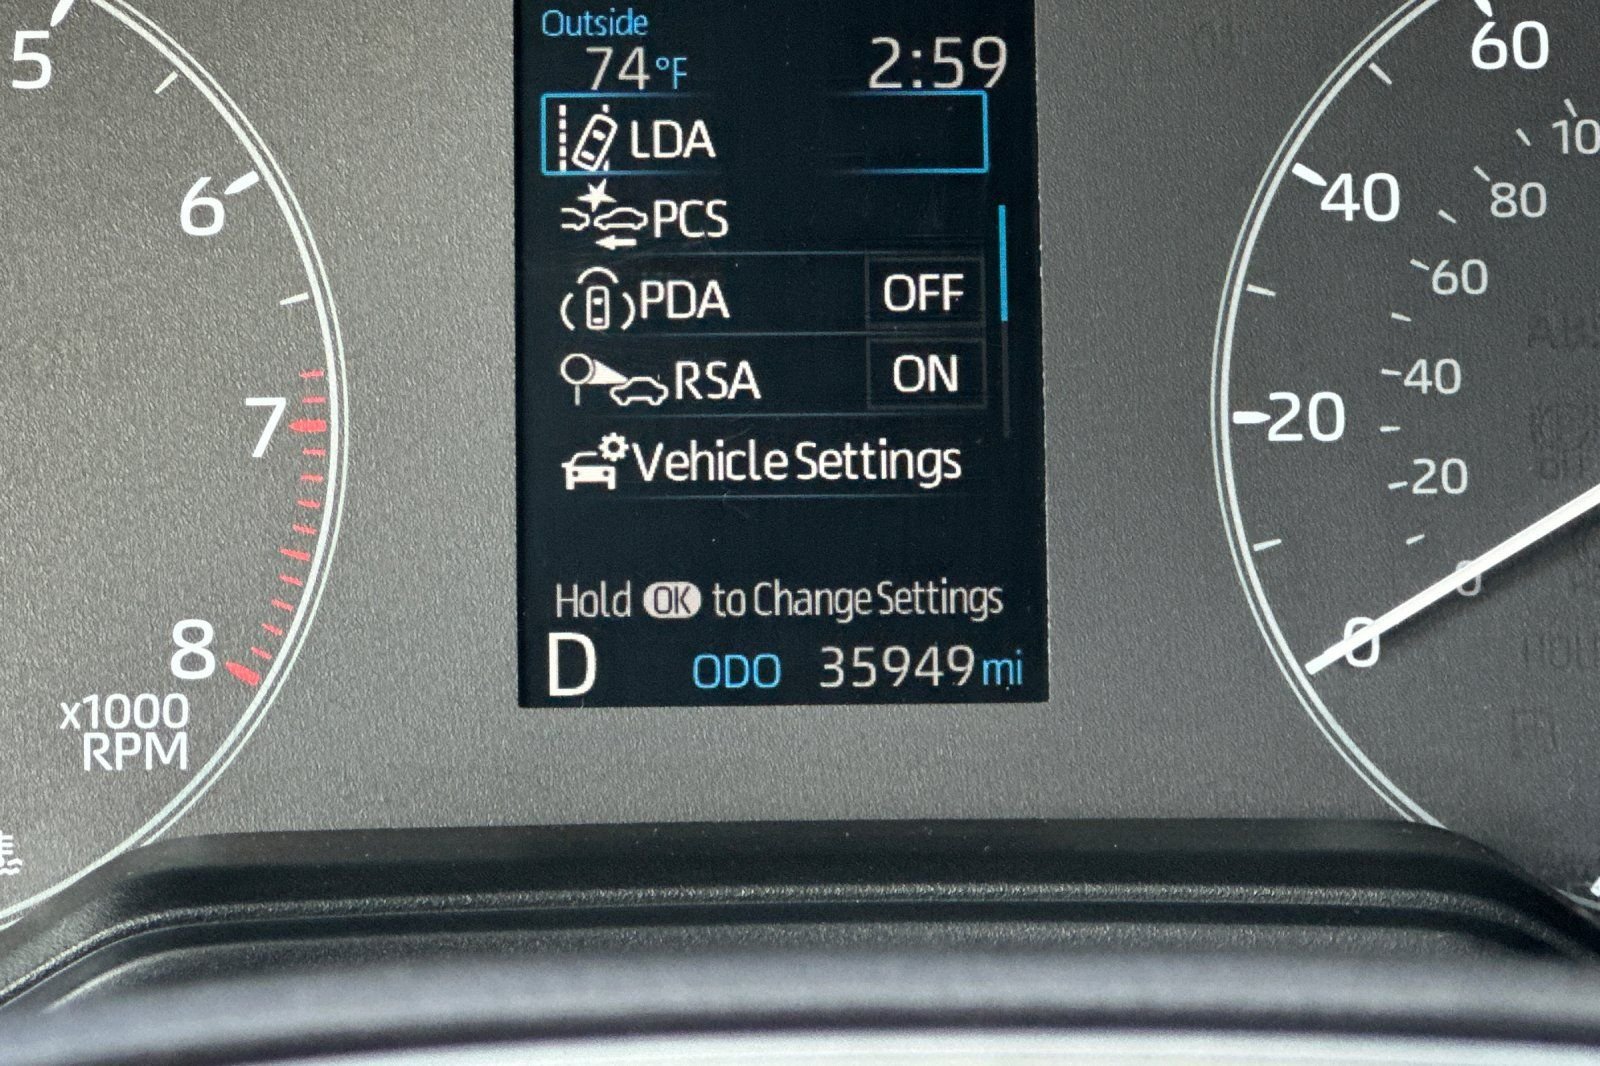 Outside
74°F 2:59
LDA
PCS
PDA OFF
RSA ON
Vehicle Settings
Hold OK to Change Settings
D ODO 35949 mi
5
6
7
8
x1000
RPM
60
40
20
0
100
80
60
40
20
0